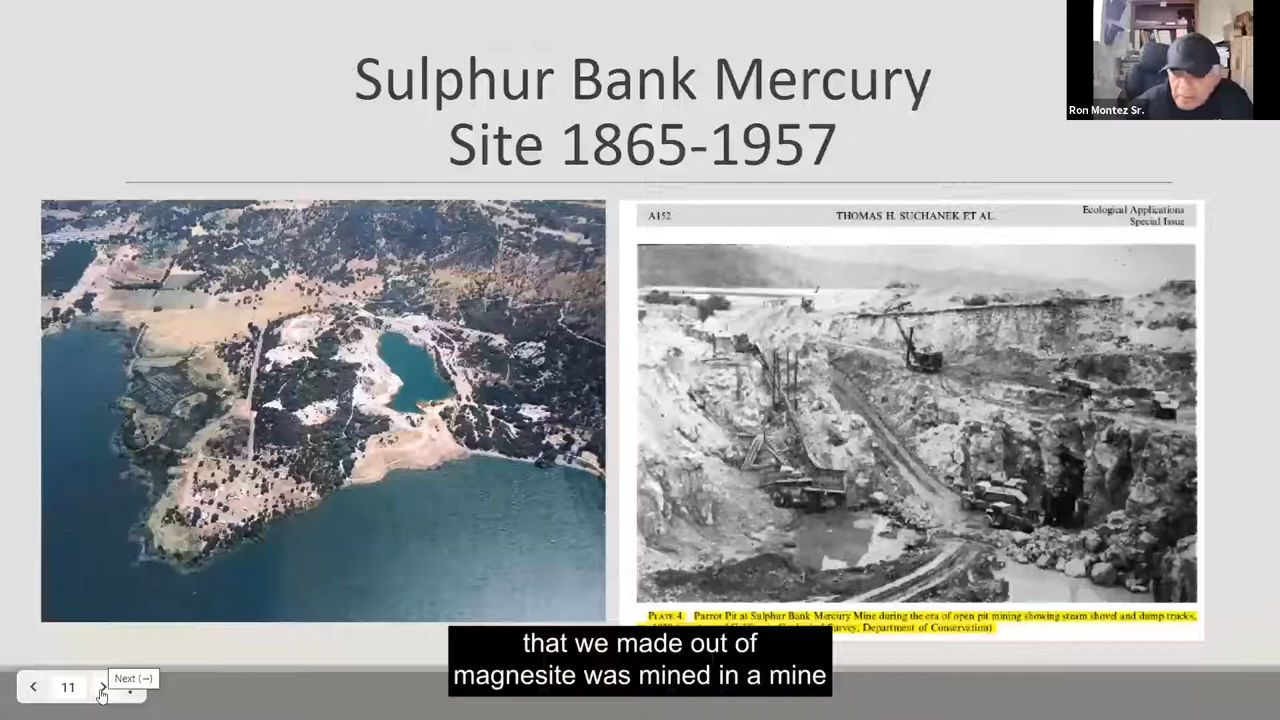 Sulphur Bank Mercury
Site 1865-1957
Ron Montez Sr.
A152
THOMAS H. SUCHANEK ET AL.
Ecological Applications
Special Issue
PLATE 4. Parrot Pit at Sulphur Bank Mercury Mine during the era of open pit mining showing steam shovel and dump trucks,
Survey, Department of Conservation)
that we made out of
magnesite was mined in a mine
11
Next (→)